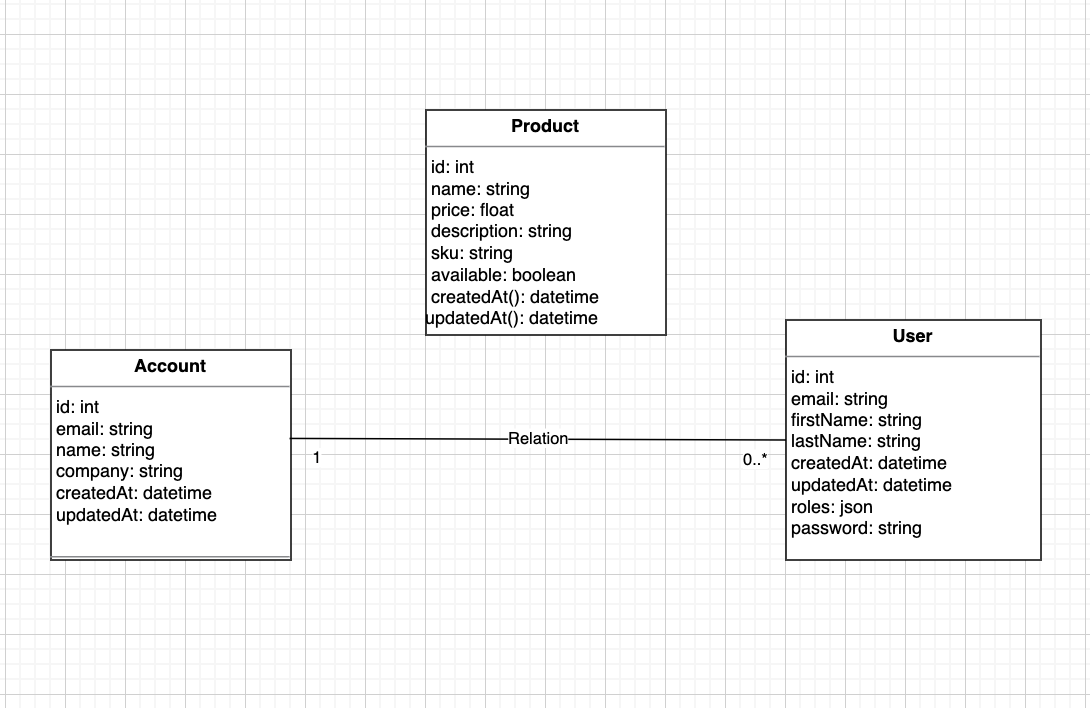 Product
id: int
name: string
price: float
description: string
sku: string
available: boolean
createdAt(): datetime
updatedAt(): datetime
Account
id: int
email: string
name: string
company: string
createdAt: datetime
updatedAt: datetime
1
Relation
0..*
User
id: int
email: string
firstName: string
lastName: string
createdAt: datetime
updatedAt: datetime
roles: json
password: string